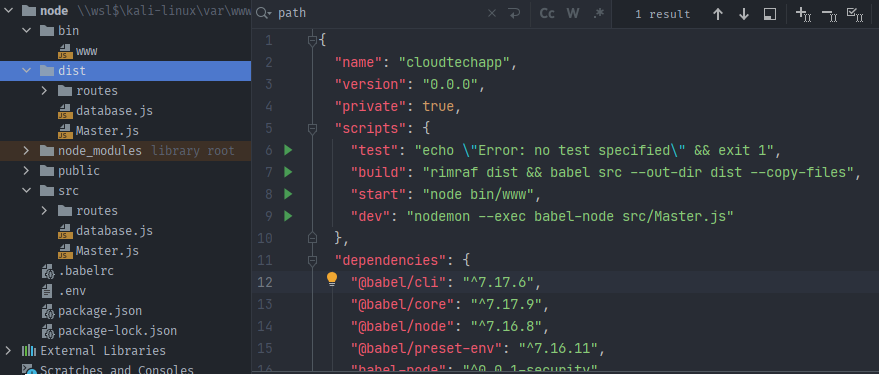 node \\wsl$\kali-linux\var\www
bin
www
dist
routes
database.js
Master.js
node_modules library root
public
src
routes
database.js
Master.js
.babelrc
.env
package.json
package-lock.json
External Libraries
Scratches and Consoles
path Cc W .* 1 result
1 {
2 "name": "cloudtechapp",
3 "version": "0.0.0",
4 "private": true,
5 "scripts": {
6 "test": "echo \"Error: no test specified\" && exit 1",
7 "build": "rimraf dist && babel src --out-dir dist --copy-files",
8 "start": "node bin/www",
9 "dev": "nodemon --exec babel-node src/Master.js"
10 },
11 "dependencies": {
12 "@babel/cli": "^7.17.6",
13 "@babel/core": "^7.17.9",
14 "@babel/node": "^7.16.8",
15 "@babel/preset-env": "^7.16.11",
16 "babel-node": "^0.0.1-security"